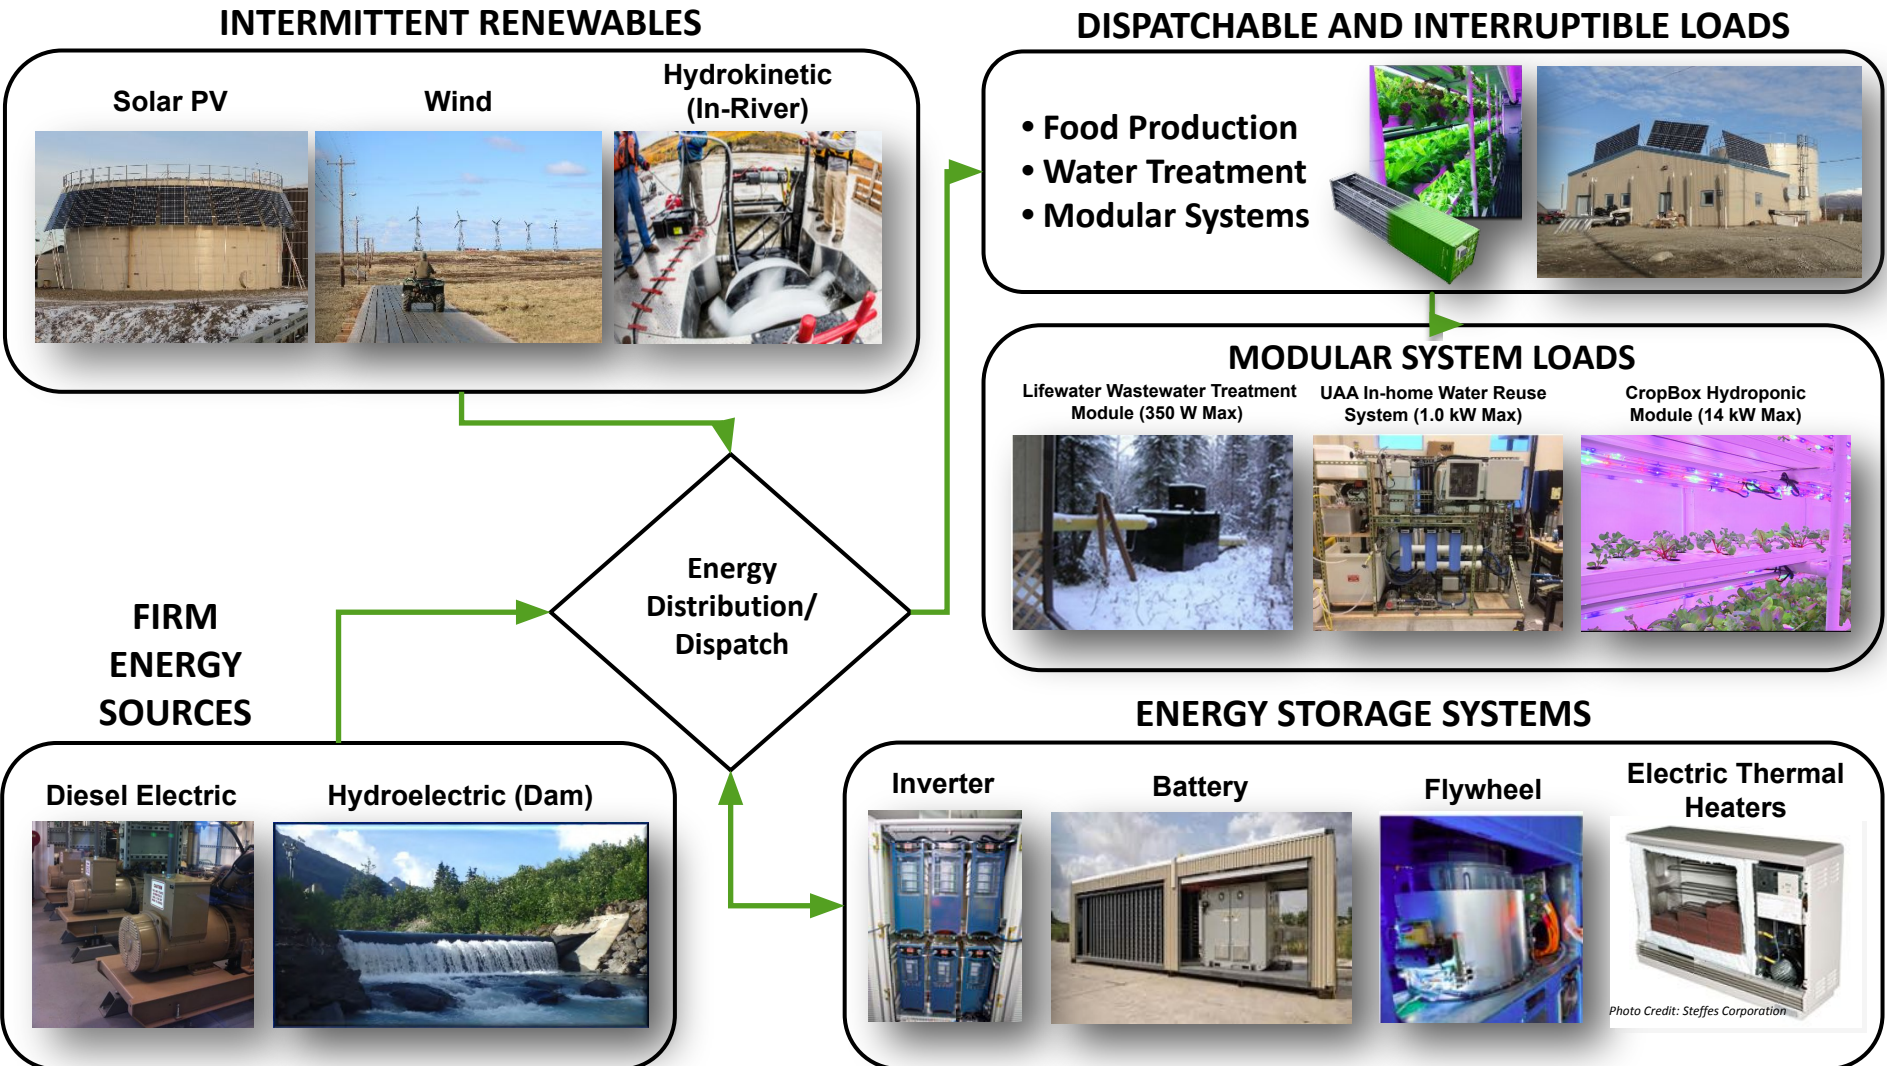 INTERMITTENT RENEWABLES
Solar PV
Wind
Hydrokinetic
(In-River)
DISPATCHABLE AND INTERRUPTIBLE LOADS
• Food Production
• Water Treatment
• Modular Systems
MODULAR SYSTEM LOADS
Lifewater Wastewater Treatment
Module (350 W Max)
UAA In-home Water Reuse
System (1.0 kW Max)
CropBox Hydroponic
Module (14 kW Max)
Energy
Distribution/
Dispatch
FIRM
ENERGY
SOURCES
Diesel Electric
Hydroelectric (Dam)
ENERGY STORAGE SYSTEMS
Inverter
Battery
Flywheel
Electric Thermal
Heaters
Photo Credit: Steffes Corporation